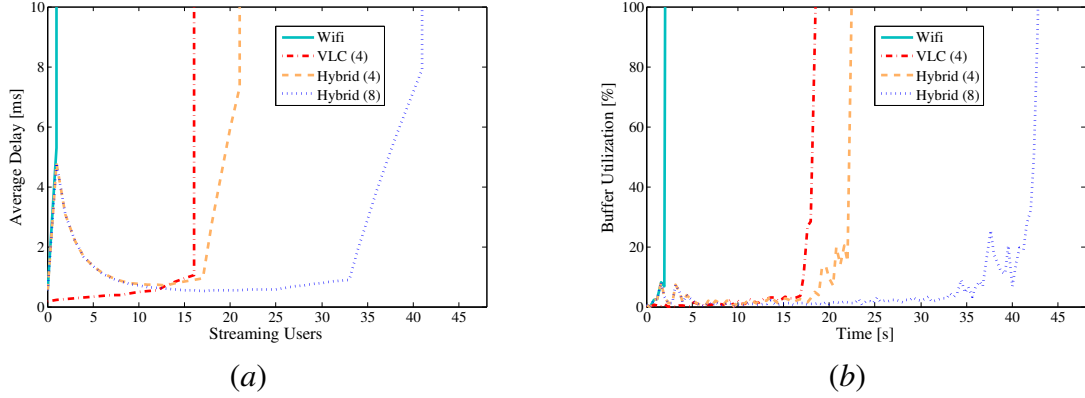 10
8
6
4
2
0
Average Delay [ms]
Wifi
VLC (4)
Hybrid (4)
Hybrid (8)
0 5 10 15 20 25 30 35 40 45
Streaming Users
(a)
100
80
60
40
20
0
Buffer Utilization [%]
Wifi
VLC (4)
Hybrid (4)
Hybrid (8)
0 5 10 15 20 25 30 35 40 45
Time [s]
(b)